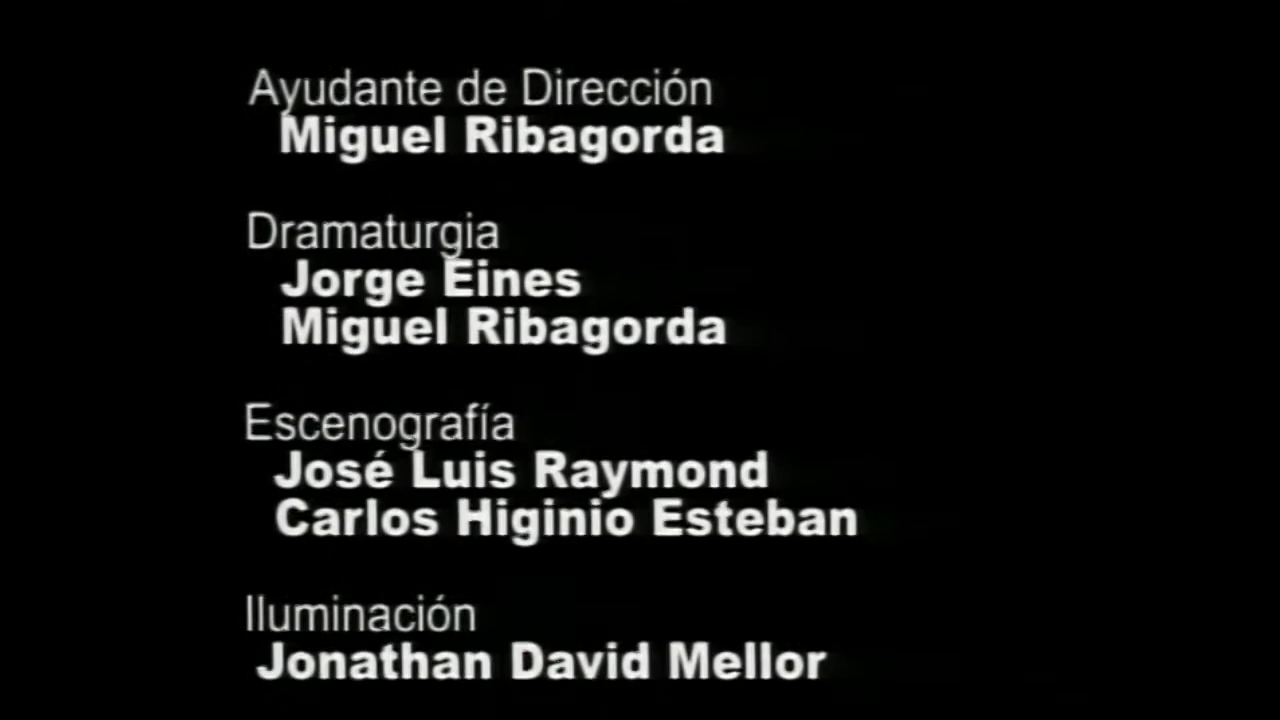 Ayudante de Dirección
Miguel Ribagorda
Dramaturgia
Jorge Eines
Miguel Ribagorda
Escenografía
José Luis Raymond
Carlos Higinio Esteban
Iluminación
Jonathan David Mellor